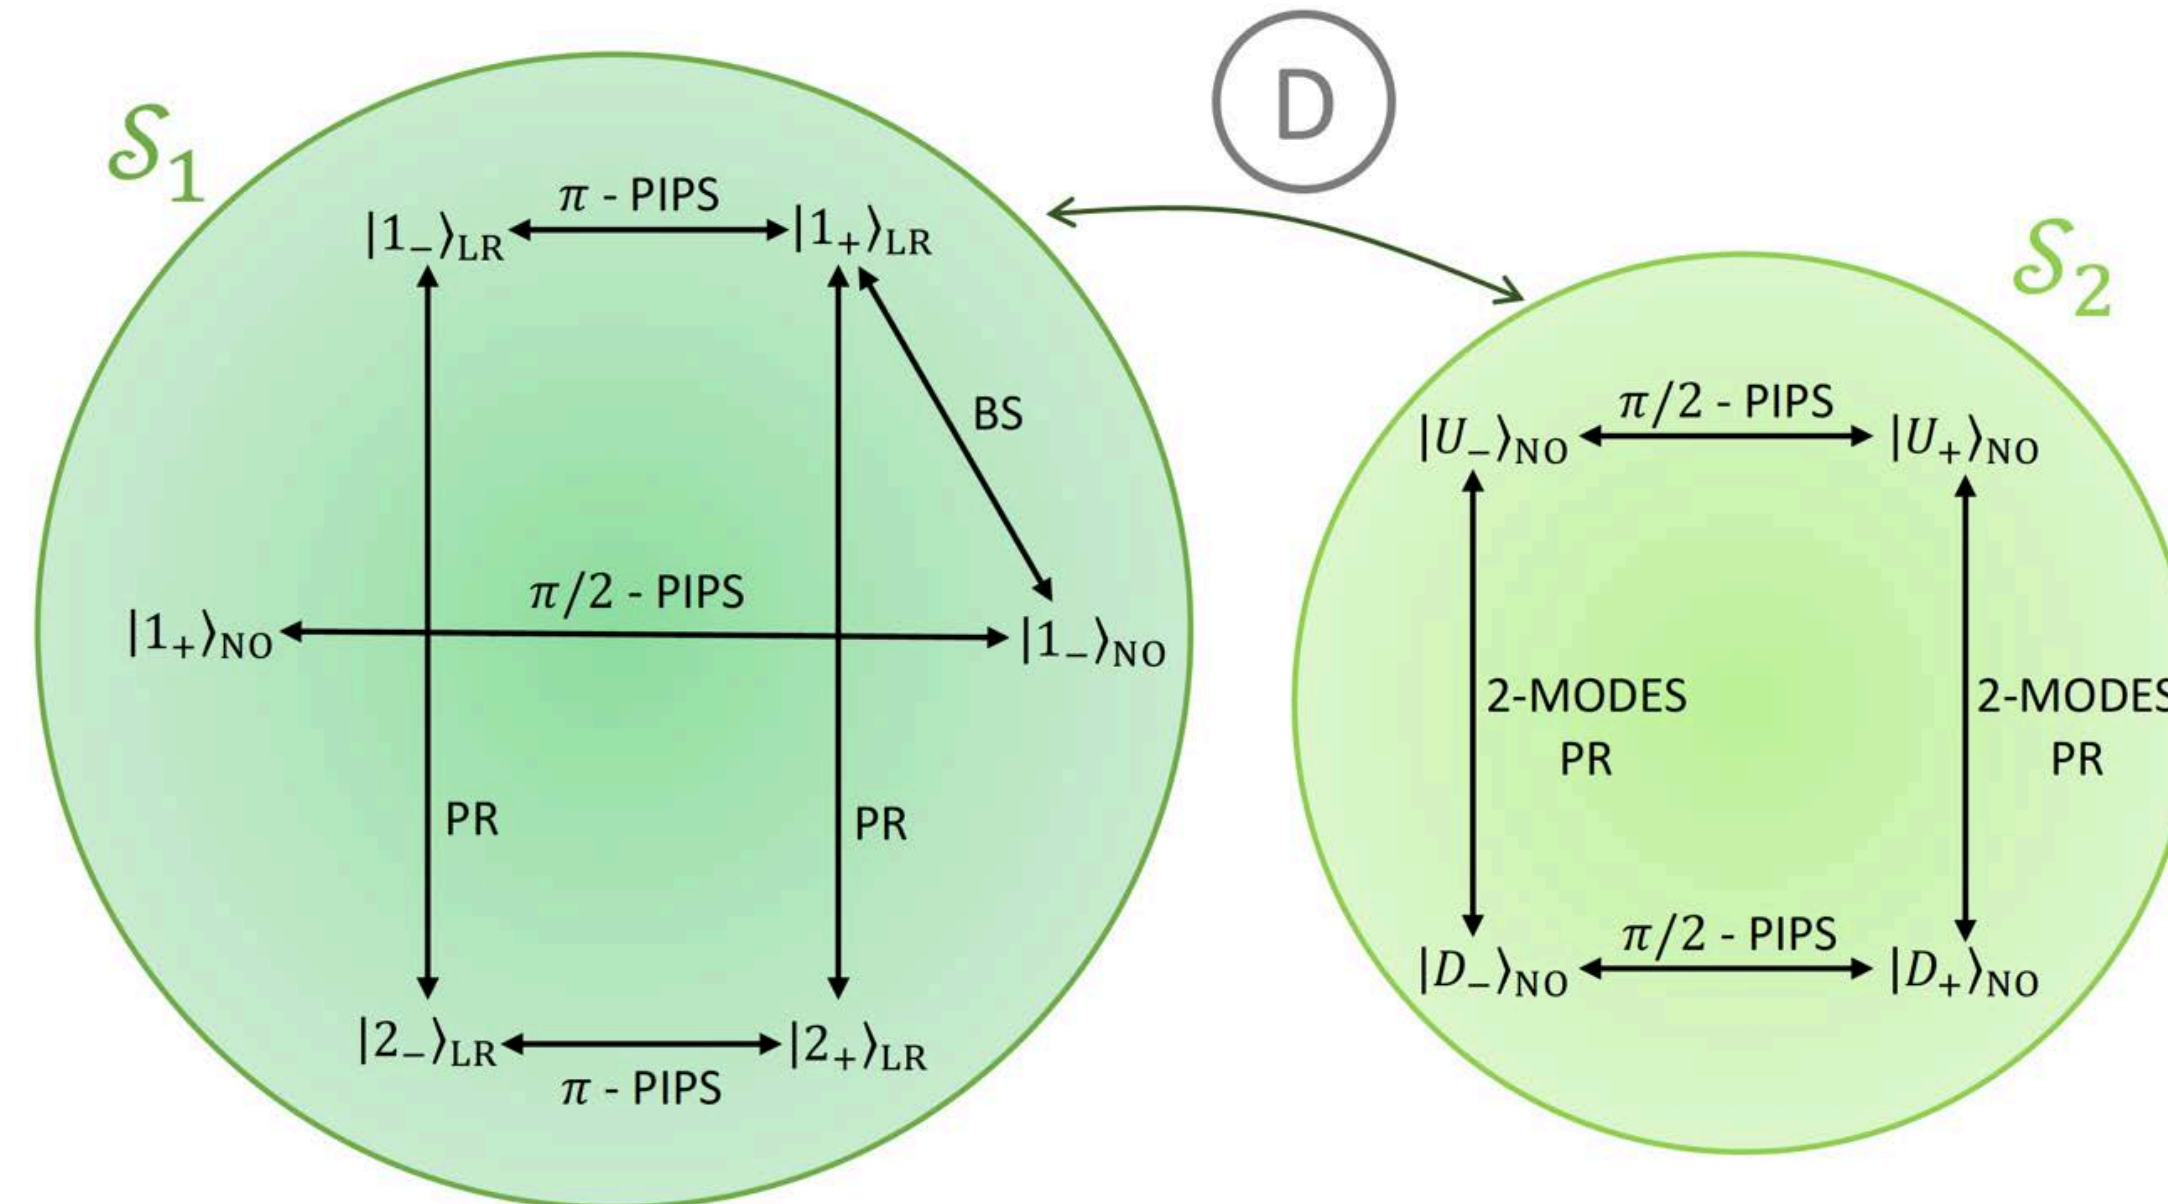 D
𝒮₁
π - PIPS
|1₋⟩LR
|1₊⟩LR
BS
π/2 - PIPS
|1₊⟩NO
|1₋⟩NO
PR
PR
|2₋⟩LR
|2₊⟩LR
π - PIPS
𝒮₂
π/2 - PIPS
|U₋⟩NO
|U₊⟩NO
2-MODES
PR
2-MODES
PR
π/2 - PIPS
|D₋⟩NO
|D₊⟩NO